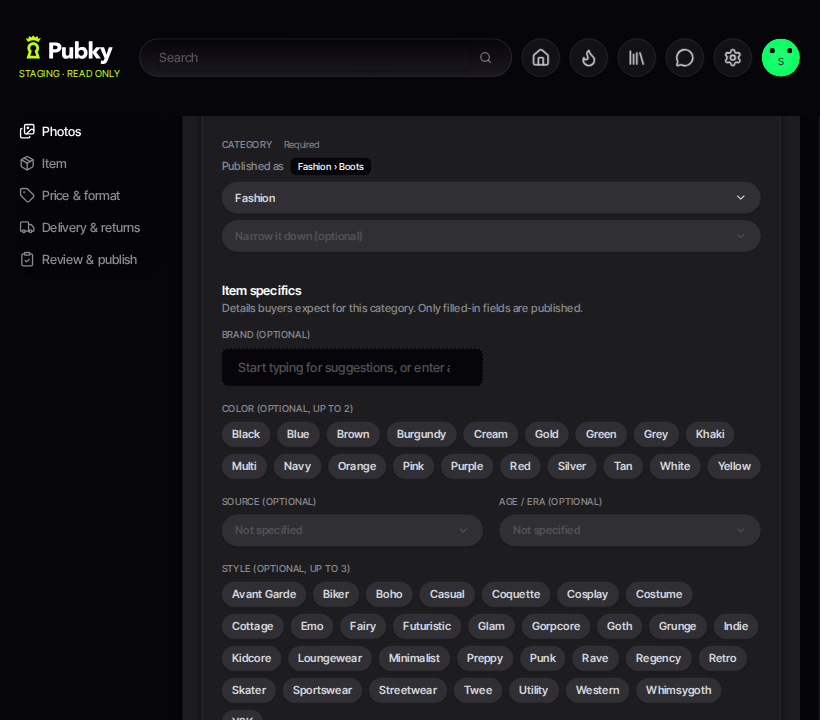 Pubky
STAGING · READ ONLY
Search
S
Photos
Item
Price & format
Delivery & returns
Review & publish
CATEGORY Required
Published as Fashion › Boots
Fashion
Narrow it down (optional)
Item specifics
Details buyers expect for this category. Only filled-in fields are published.
BRAND (OPTIONAL)
Start typing for suggestions, or enter
COLOR (OPTIONAL, UP TO 2)
Black Blue Brown Burgundy Cream Gold Green Grey Khaki
Multi Navy Orange Pink Purple Red Silver Tan White Yellow
SOURCE (OPTIONAL) AGE / ERA (OPTIONAL)
Not specified Not specified
STYLE (OPTIONAL, UP TO 3)
Avant Garde Biker Boho Casual Coquette Cosplay Costume
Cottage Emo Fairy Futuristic Glam Gorpcore Goth Grunge Indie
Kidcore Loungewear Minimalist Preppy Punk Rave Regency Retro
Skater Sportswear Streetwear Twee Utility Western Whimsygoth